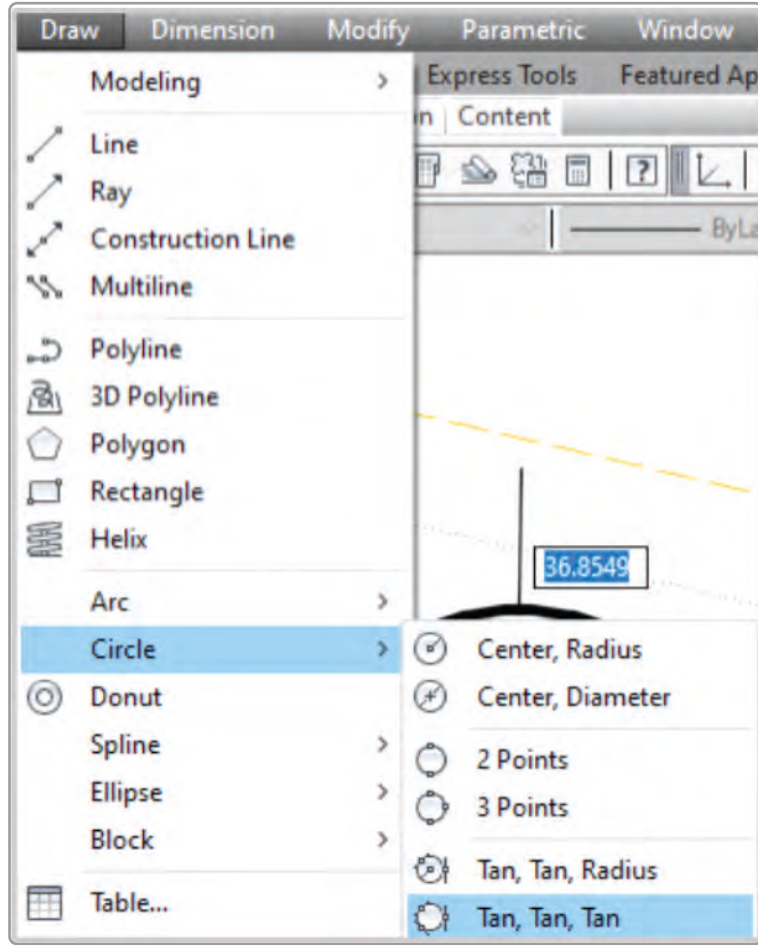 Draw Dimension Modify Parametric Window
Express Tools Featured Ap
n Content
ByLa
Modeling
Line
Ray
Construction Line
Multiline
Polyline
3D Polyline
Polygon
Rectangle
Helix
36.8549
Arc
Circle
Donut
Spline
Ellipse
Block
Table...
Center, Radius
Center, Diameter
2 Points
3 Points
Tan, Tan, Radius
Tan, Tan, Tan